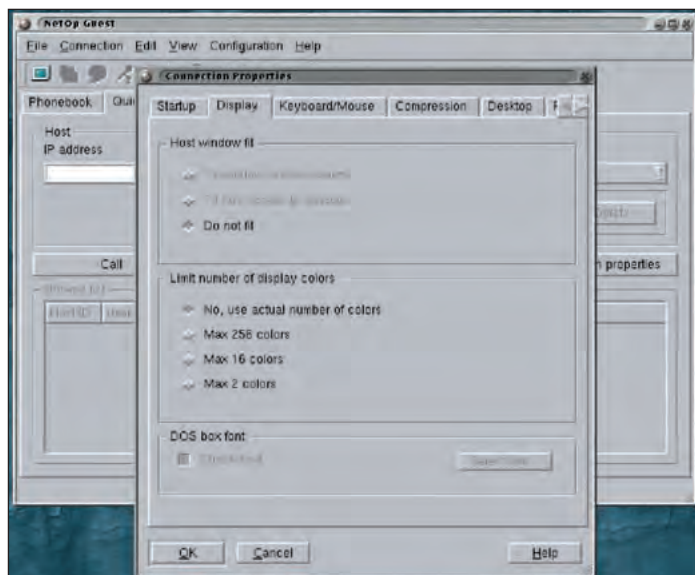 NetOp Guest
File Connection Edit View Configuration Help
Phonebook
Host
IP address
Call
properties
Connection Properties
Startup Display Keyboard/Mouse Compression Desktop
Host window fit
Do not fit
Limit number of display colors
No, use actual number of colors
Max 256 colors
Max 16 colors
Max 2 colors
DOS box font
OK Cancel Help